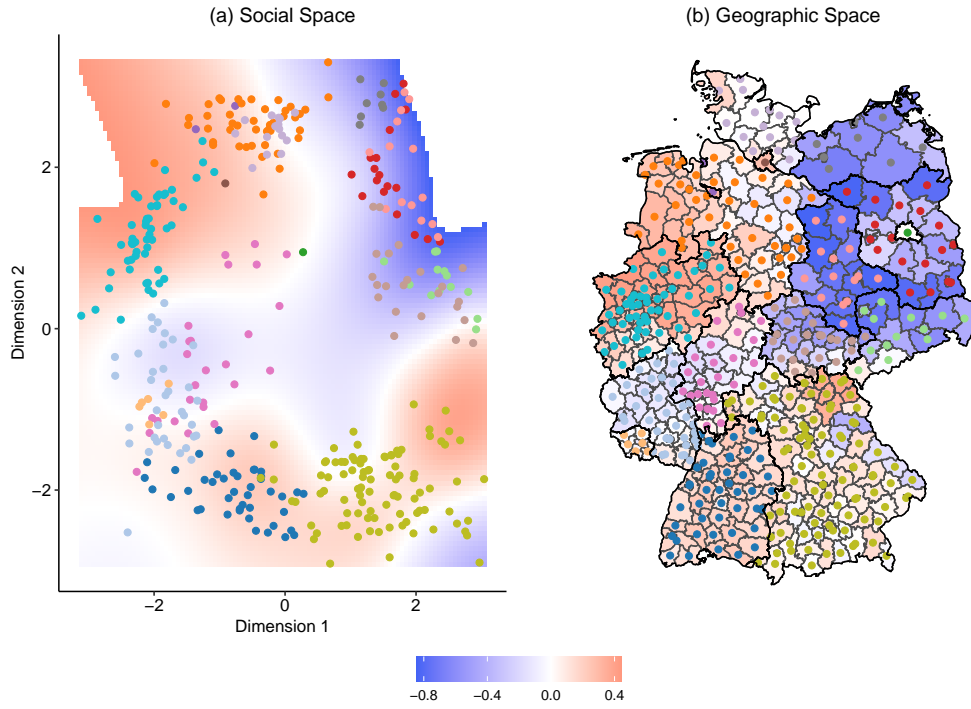 (a) Social Space
(b) Geographic Space
2
0
−2
Dimension 2
−2
0
2
Dimension 1
−0.8
−0.4
0.0
0.4